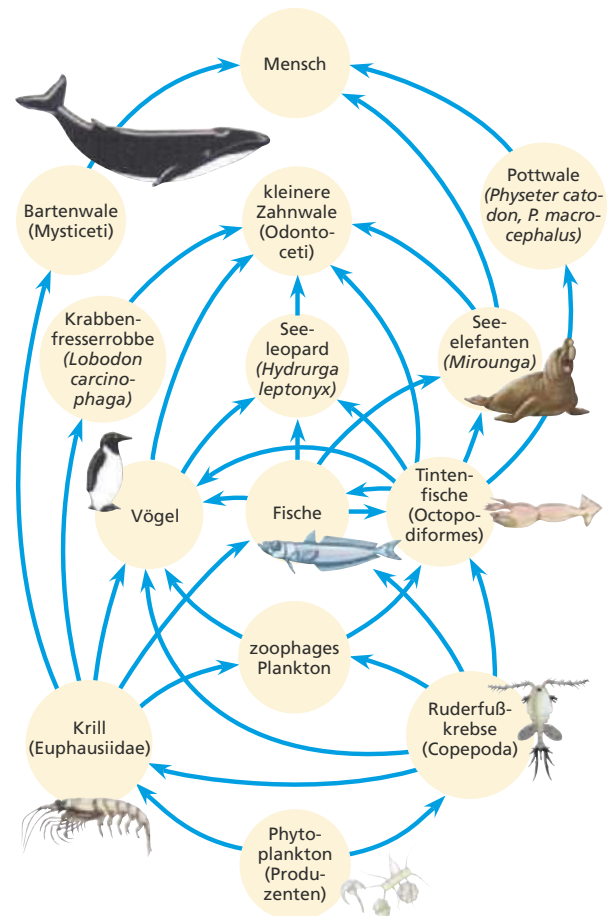 Mensch
Bartenwale
(Mysticeti)
kleinere
Zahnwale
(Odonto-
ceti)
Pottwale
(Physeter cato-
don, P. macro-
cephalus)
Krabben-
fresserrobbe
(Lobodon
carcino-
phaga)
See-
leopard
(Hydrurga
leptonyx)
See-
elefanten
(Mirounga)
Vögel
Fische
Tinten-
fische
(Octopo-
diformes)
zoophages
Plankton
Krill
(Euphausiidae)
Ruderfuß-
krebse
(Copepoda)
Phyto-
plankton
(Produ-
zenten)